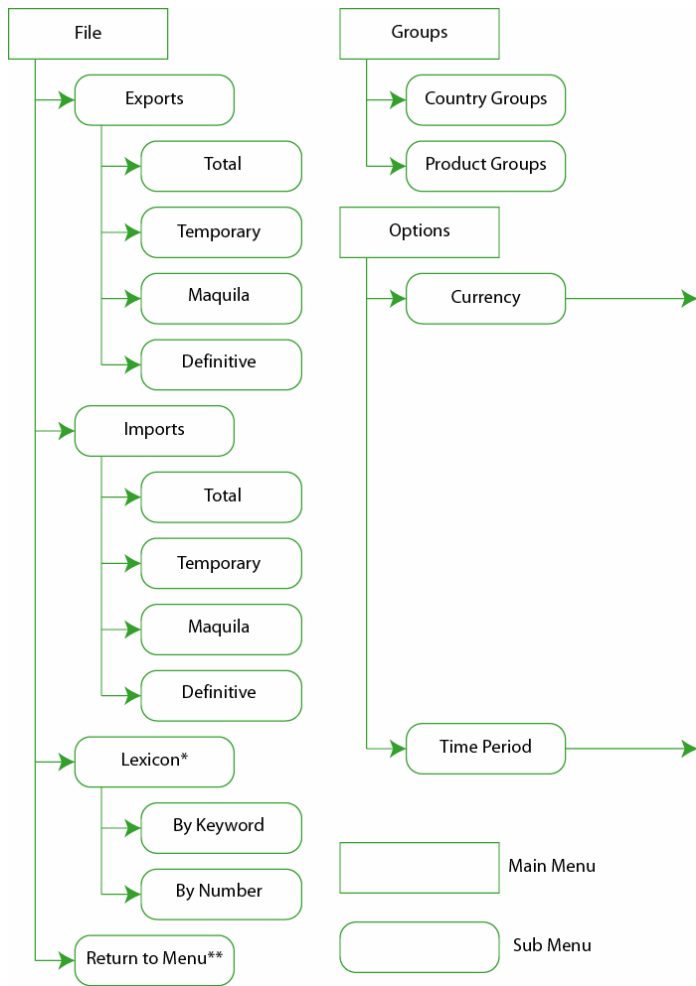 File
Exports
Total
Temporary
Maquila
Definitive
Imports
Total
Temporary
Maquila
Definitive
Lexicon*
By Keyword
By Number
Return to Menu**
Groups
Country Groups
Product Groups
Options
Currency
Time Period
Main Menu
Sub Menu